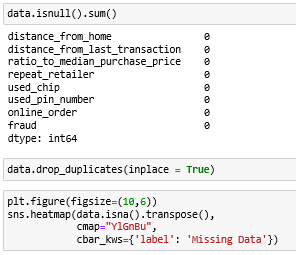 data.isnull().sum()
distance_from_home 0
distance_from_last_transaction 0
ratio_to_median_purchase_price 0
repeat_retailer 0
used_chip 0
used_pin_number 0
online_order 0
fraud 0
dtype: int64
data.drop_duplicates(inplace = True)
plt.figure(figsize=(10,6))
sns.heatmap(data.isna().transpose(),
cmap="YlGnBu",
cbar_kws={'label': 'Missing Data'})